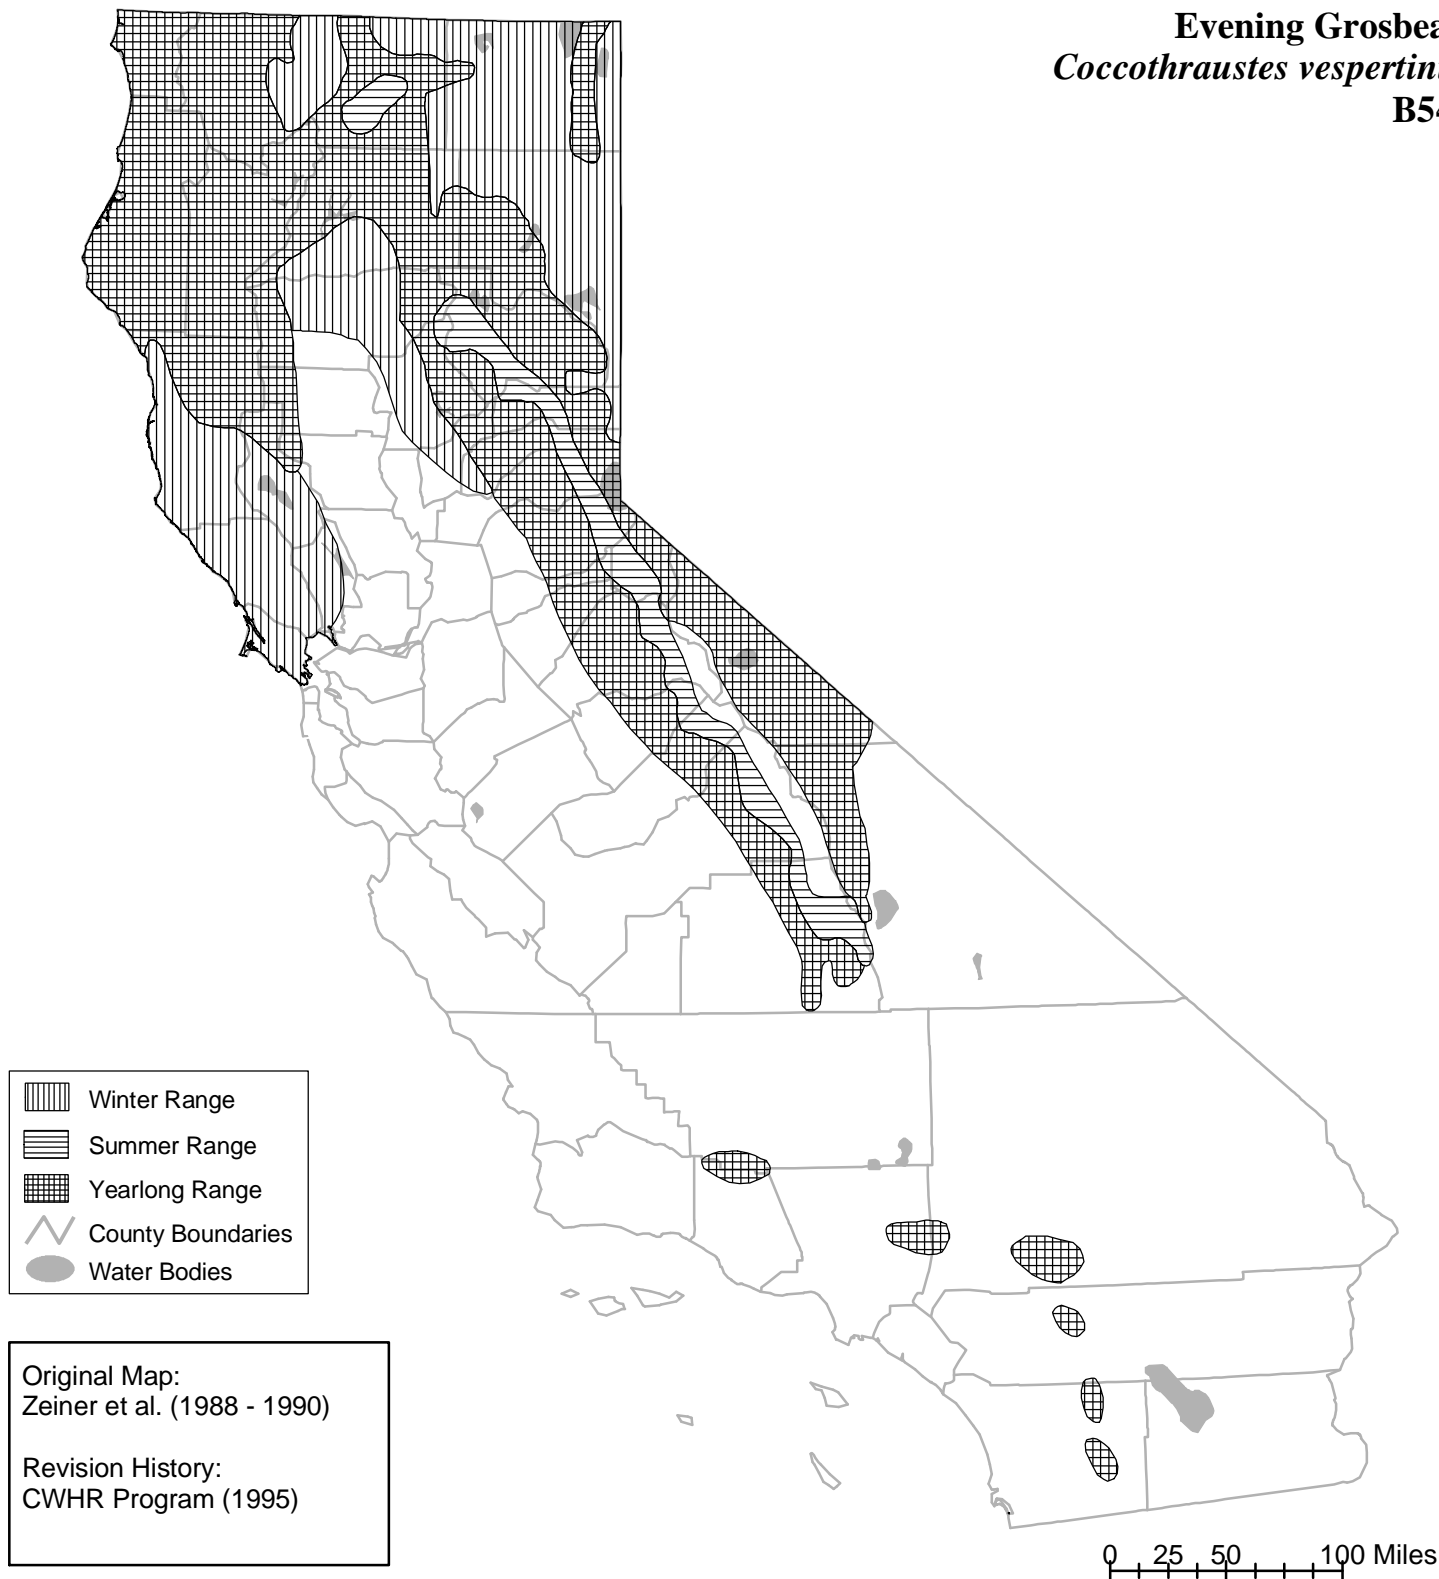 Evening Grosbea
Coccothraustes vespertin
B54
Winter Range
Summer Range
Yearlong Range
County Boundaries
Water Bodies
Original Map:
Zeiner et al. (1988 - 1990)
Revision History:
CWHR Program (1995)
0 25 50 100 Miles